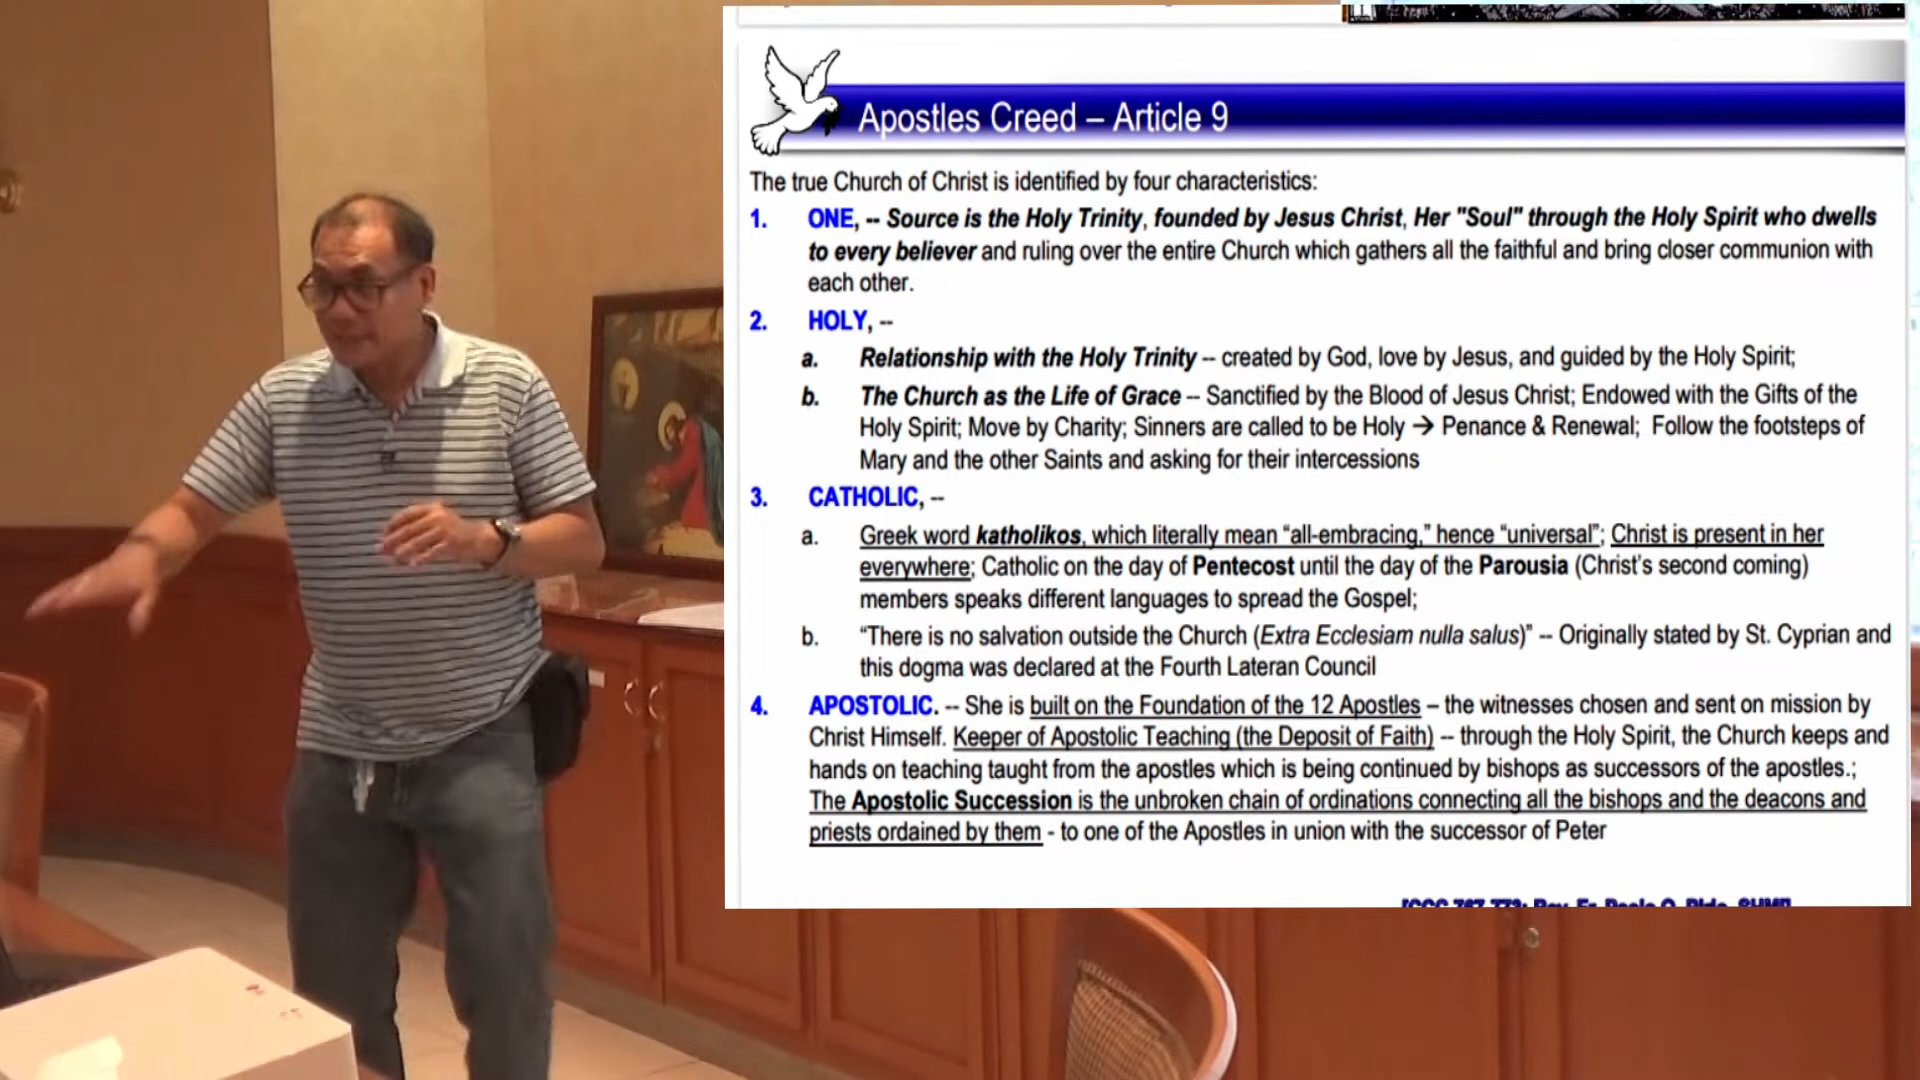 Apostles Creed – Article 9
The true Church of Christ is identified by four characteristics:
1. ONE, -- Source is the Holy Trinity, founded by Jesus Christ, Her "Soul" through the Holy Spirit who dwells
to every believer and ruling over the entire Church which gathers all the faithful and bring closer communion with
each other.
2. HOLY, --
a. Relationship with the Holy Trinity -- created by God, love by Jesus, and guided by the Holy Spirit;
b. The Church as the Life of Grace -- Sanctified by the Blood of Jesus Christ; Endowed with the Gifts of the
Holy Spirit; Move by Charity; Sinners are called to be Holy → Penance & Renewal; Follow the footsteps of
Mary and the other Saints and asking for their intercessions
3. CATHOLIC, --
a. Greek word katholikos, which literally mean “all-embracing,” hence “universal”; Christ is present in her
everywhere; Catholic on the day of Pentecost until the day of the Parousia (Christ’s second coming)
members speaks different languages to spread the Gospel;
b. “There is no salvation outside the Church (Extra Ecclesiam nulla salus)” -- Originally stated by St. Cyprian and
this dogma was declared at the Fourth Lateran Council
4. APOSTOLIC. -- She is built on the Foundation of the 12 Apostles – the witnesses chosen and sent on mission by
Christ Himself. Keeper of Apostolic Teaching (the Deposit of Faith) -- through the Holy Spirit, the Church keeps and
hands on teaching taught from the apostles which is being continued by bishops as successors of the apostles.;
The Apostolic Succession is the unbroken chain of ordinations connecting all the bishops and the deacons and
priests ordained by them - to one of the Apostles in union with the successor of Peter